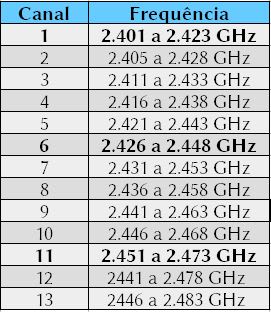 Canal Frequência
1 2.401 a 2.423 GHz
2 2.405 a 2.428 GHz
3 2.411 a 2.433 GHz
4 2.416 a 2.438 GHz
5 2.421 a 2.443 GHz
6 2.426 a 2.448 GHz
7 2.431 a 2.453 GHz
8 2.436 a 2.458 GHz
9 2.441 a 2.463 GHz
10 2.446 a 2.468 GHz
11 2.451 a 2.473 GHz
12 2441 a 2.478 GHz
13 2446 a 2.483 GHz